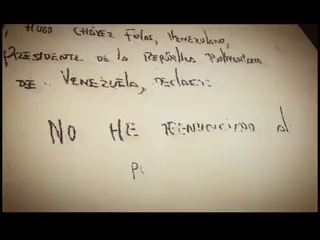 , HUGO CHÁVEZ FRÍAS, VENEZOLANO,
PRESIDENTE DE LA REPÚBLICA BOLIVARIANA
DE VENEZUELA, DECLARO:
NO HE RENUNCIADO Al
P